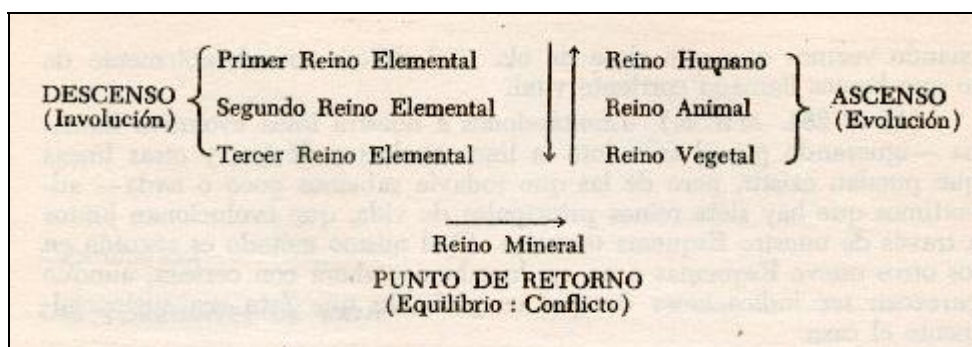 Primer Reino Elemental
Reino Humano
DESCENSO
(Involución)
Segundo Reino Elemental
Reino Animal
ASCENSO
(Evolución)
Tercer Reino Elemental
Reino Vegetal
Reino Mineral
PUNTO DE RETORNO
(Equilibrio : Conflicto)